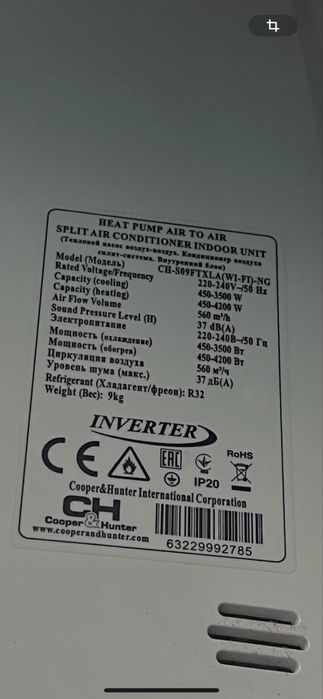 HEAT PUMP AIR TO AIR
SPLIT AIR CONDITIONER INDOOR UNIT
(Тепловой насос воздух-воздух. Кондиционер воздуха
сплит-система. Внутренний блок)
Model (Модель) CH-S09FTXLA(WI-FI)-NG
Rated Voltage/Frequency 220-240V~/50 Hz
Capacity (cooling) 450-3500 W
Capacity (heating) 450-4200 W
Air Flow Volume 560 m³/h
Sound Pressure Level (H) 37 dB(A)
Электропитание 220-240В~/50 Гц
Мощность (охлаждение) 450-3500 Вт
Мощность (обогрев) 450-4200 Вт
Циркуляция воздуха 560 м³/ч
Уровень шума (макс.) 37 дБ(А)
Refrigerant (Хладагент/фреон): R32
Weight (Вес): 9kg
INVERTER
CE EAC IP20 RoHS
Cooper&Hunter International Corporation
CH
Cooper & Hunter
www.cooperandhunter.com
63229992785